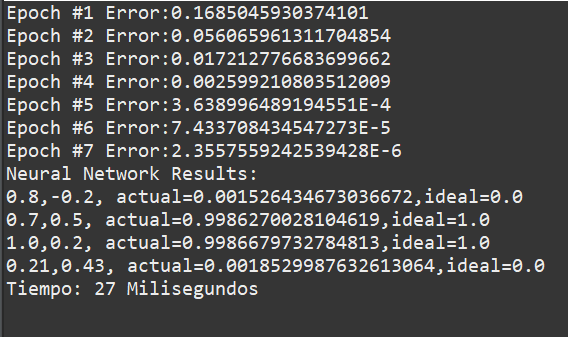 Epoch #1 Error:0.1685045930374101
Epoch #2 Error:0.056065961311704854
Epoch #3 Error:0.017212776683699662
Epoch #4 Error:0.002599210803512009
Epoch #5 Error:3.638996489194551E-4
Epoch #6 Error:7.433708434547273E-5
Epoch #7 Error:2.3557559242539428E-6
Neural Network Results:
0.8,-0.2, actual=0.001526434673036672,ideal=0.0
0.7,0.5, actual=0.9986270028104619,ideal=1.0
1.0,0.2, actual=0.9986679732784813,ideal=1.0
0.21,0.43, actual=0.0018529987632613064,ideal=0.0
Tiempo: 27 Milisegundos